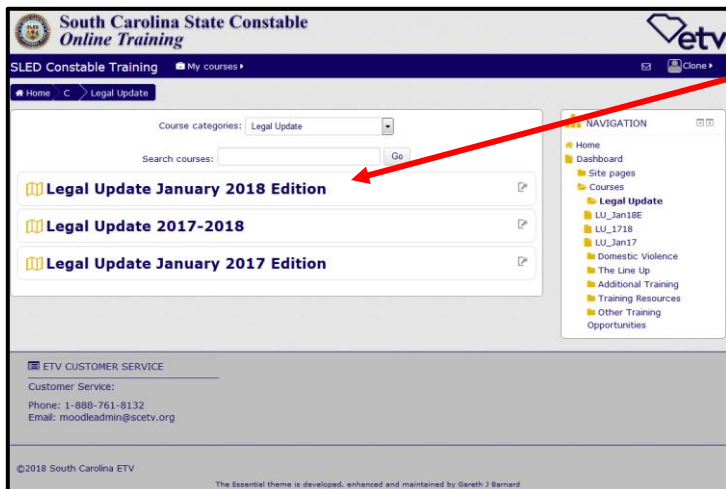 South Carolina State Constable
Online Training
etv
SLED Constable Training My courses
Clone
Home C Legal Update
Course categories: Legal Update
Search courses: Go
Legal Update January 2018 Edition
Legal Update 2017-2018
Legal Update January 2017 Edition
NAVIGATION
Home
Dashboard
Site pages
Courses
Legal Update
LU_Jan18E
LU_1718
LU_Jan17
Domestic Violence
The Line Up
Additional Training
Training Resources
Other Training
Opportunities
ETV CUSTOMER SERVICE
Customer Service:
Phone: 1-888-761-8132
Email: moodleadmin@scetv.org
©2018 South Carolina ETV
The Essential theme is developed, enhanced and maintained by Gareth J Barnard